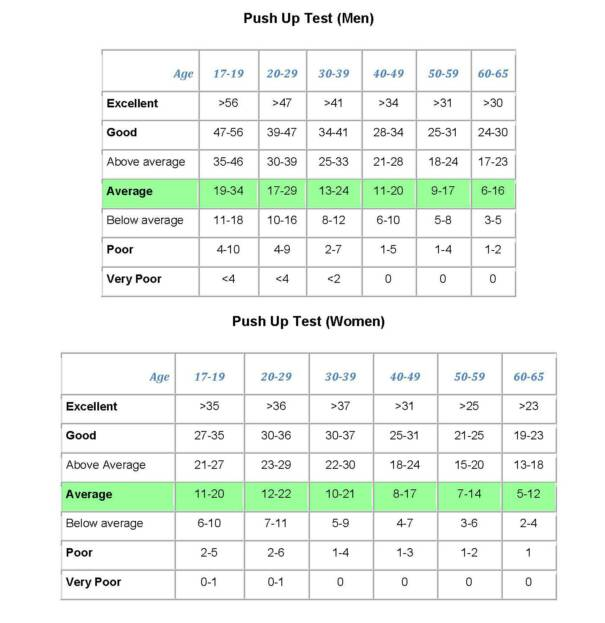 Push Up Test (Men)
Age 17-19 20-29 30-39 40-49 50-59 60-65
Excellent >56 >47 >41 >34 >31 >30
Good 47-56 39-47 34-41 28-34 25-31 24-30
Above average 35-46 30-39 25-33 21-28 18-24 17-23
Average 19-34 17-29 13-24 11-20 9-17 6-16
Below average 11-18 10-16 8-12 6-10 5-8 3-5
Poor 4-10 4-9 2-7 1-5 1-4 1-2
Very Poor <4 <4 <2 0 0 0
Push Up Test (Women)
Age 17-19 20-29 30-39 40-49 50-59 60-65
Excellent >35 >36 >37 >31 >25 >23
Good 27-35 30-36 30-37 25-31 21-25 19-23
Above Average 21-27 23-29 22-30 18-24 15-20 13-18
Average 11-20 12-22 10-21 8-17 7-14 5-12
Below average 6-10 7-11 5-9 4-7 3-6 2-4
Poor 2-5 2-6 1-4 1-3 1-2 1
Very Poor 0-1 0-1 0 0 0 0